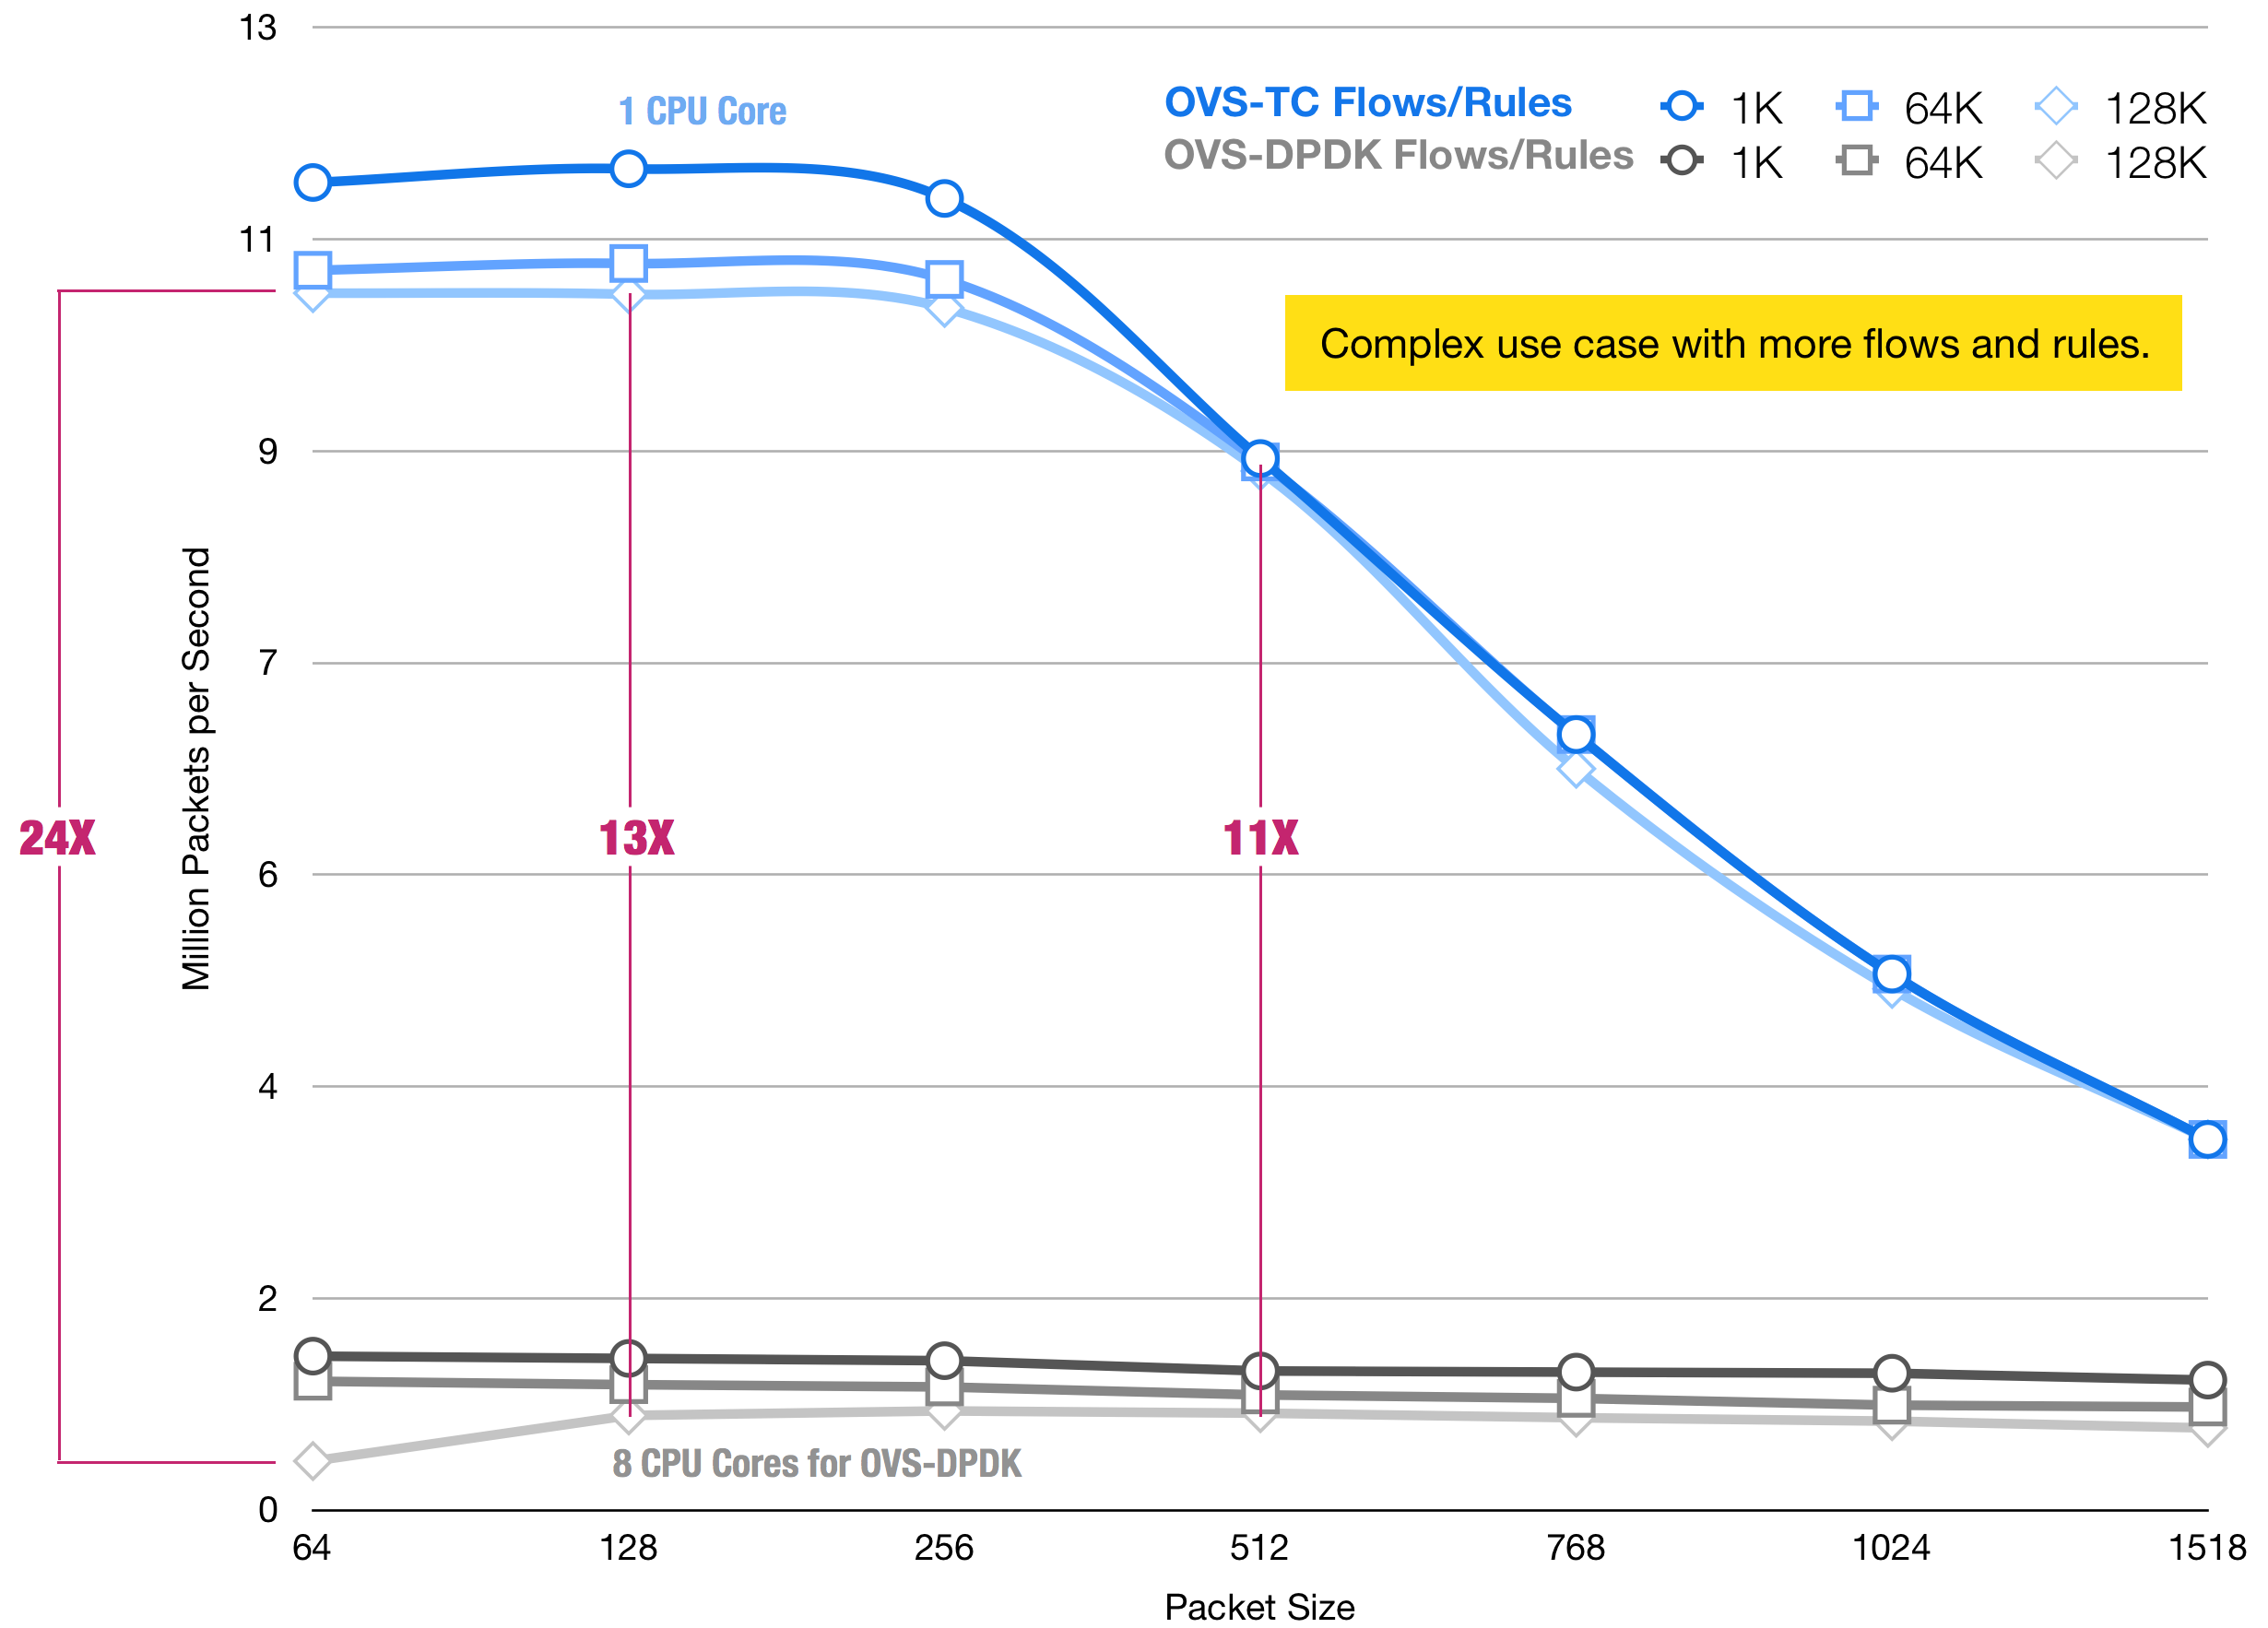 13
1 CPU Core
OVS-TC Flows/Rules 1K 64K 128K
OVS-DPDK Flows/Rules 1K 64K 128K
11
Complex use case with more flows and rules.
9
7
Million Packets per Second
24X 13X 11X
6
4
2
8 CPU Cores for OVS-DPDK
0
64 128 256 512 768 1024 1518
Packet Size